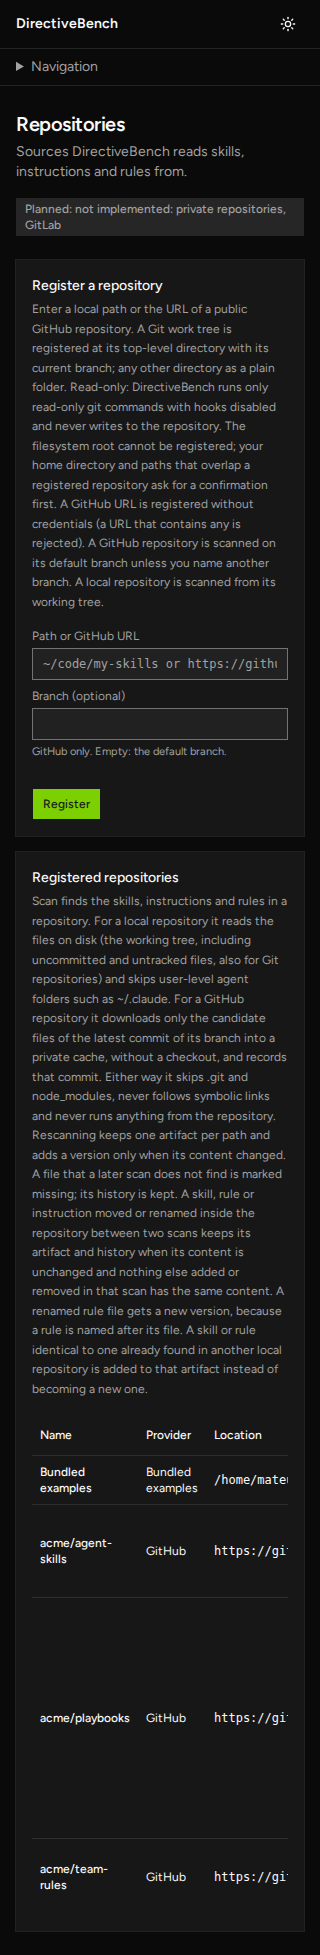 DirectiveBench
Navigation
Repositories
Sources DirectiveBench reads skills,
instructions and rules from.
Planned: not implemented: private repositories,
GitLab
Register a repository
Enter a local path or the URL of a public
GitHub repository. A Git work tree is
registered at its top-level directory with its
current branch; any other directory as a plain
folder. Read-only: DirectiveBench runs only
read-only git commands with hooks disabled
and never writes to the repository. The
filesystem root cannot be registered; your
home directory and paths that overlap a
registered repository ask for a confirmation
first. A GitHub URL is registered without
credentials (a URL that contains any is
rejected). A GitHub repository is scanned on
its default branch unless you name another
branch. A local repository is scanned from its
working tree.
Path or GitHub URL
~/code/my-skills or https://githu
Branch (optional)
GitHub only. Empty: the default branch.
Register
Registered repositories
Scan finds the skills, instructions and rules in a
repository. For a local repository it reads the
files on disk (the working tree, including
uncommitted and untracked files, also for Git
repositories) and skips user-level agent
folders such as ~/.claude. For a GitHub
repository it downloads only the candidate
files of the latest commit of its branch into a
private cache, without a checkout, and records
that commit. Either way it skips .git and
node_modules, never follows symbolic links
and never runs anything from the repository.
Rescanning keeps one artifact per path and
adds a version only when its content changed.
A file that a later scan does not find is marked
missing; its history is kept. A skill, rule or
instruction moved or renamed inside the
repository between two scans keeps its
artifact and history when its content is
unchanged and nothing else added or
removed in that scan has the same content. A
renamed rule file gets a new version, because
a rule is named after its file. A skill or rule
identical to one already found in another local
repository is added to that artifact instead of
becoming a new one.
Name Provider Location
Bundled examples Bundled examples /home/mateu
acme/agent-skills GitHub https://git
acme/playbooks GitHub https://git
acme/team-rules GitHub https://git